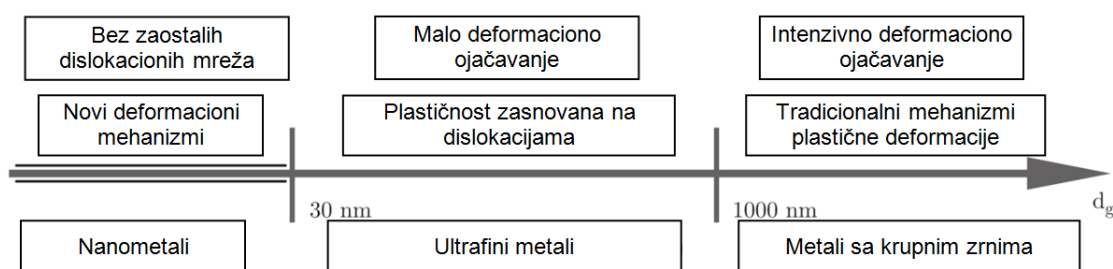 Bez zaostalih
dislokacionih mreža
Malo deformaciono
ojačavanje
Intenzivno deformaciono
ojačavanje
Novi deformacioni
mehanizmi
Plastičnost zasnovana na
dislokacijama
Tradicionalni mehanizmi
plastične deformacije
30 nm
1000 nm
dg
Nanometali
Ultrafini metali
Metali sa krupnim zrnima